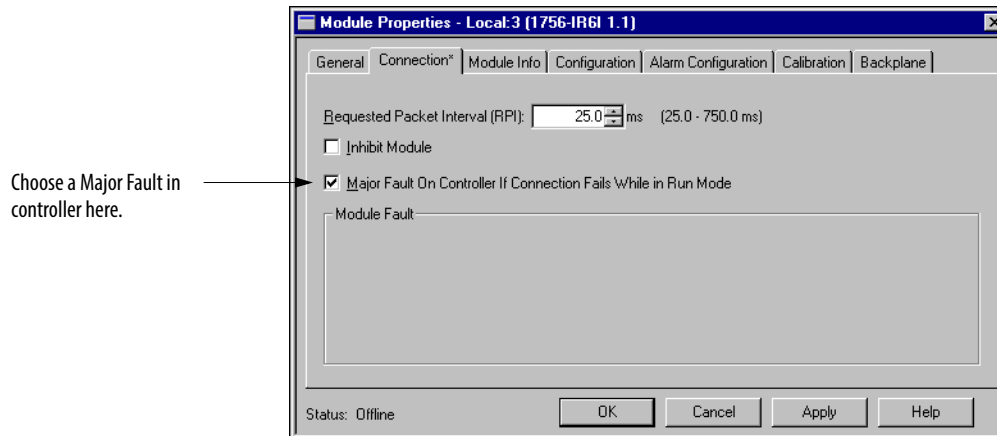 Module Properties - Local:3 (1756-IR6I 1.1)
General
Connection*
Module Info
Configuration
Alarm Configuration
Calibration
Backplane
Requested Packet Interval (RPI): 25.0 ms (25.0 - 750.0 ms)
Inhibit Module
Choose a Major Fault in
controller here.
Major Fault On Controller If Connection Fails While in Run Mode
Module Fault
Status: Offline
OK
Cancel
Apply
Help